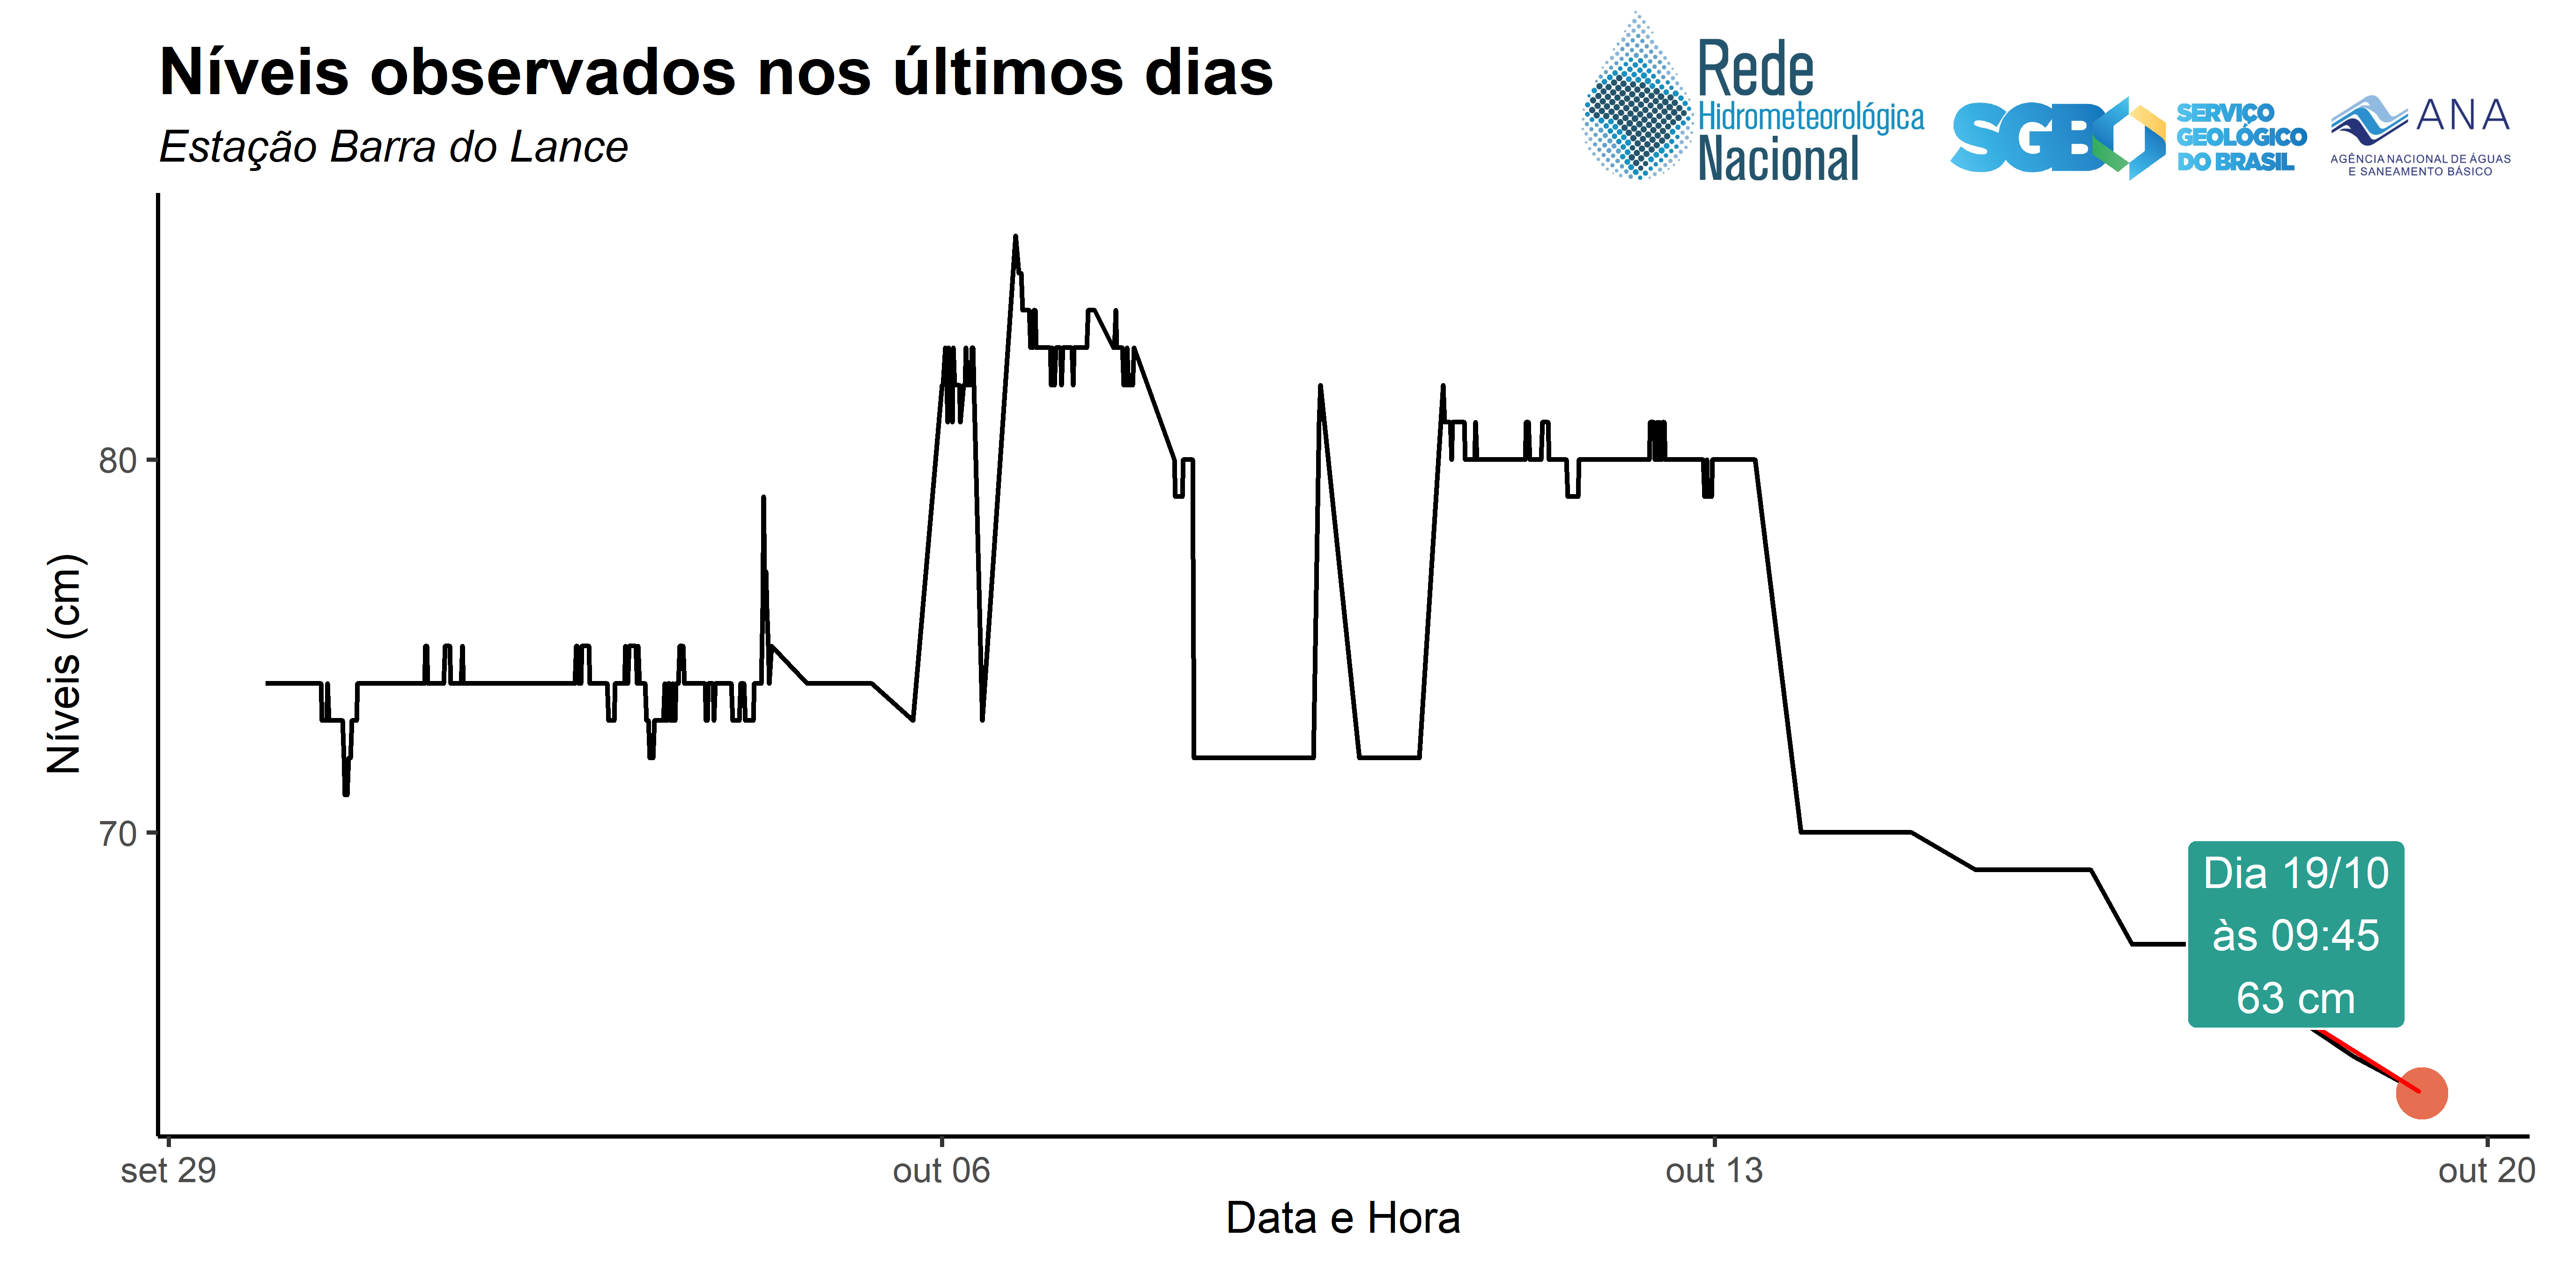 Níveis observados nos últimos dias
Estação Barra do Lance
Rede
Hidrometeorológica
Nacional
SGB
SERVIÇO
GEOLÓGICO
DO BRASIL
ANA
AGÊNCIA NACIONAL DE ÁGUAS
E SANEAMENTO BÁSICO
Níveis (cm)
80
70
Dia 19/10
às 09:45
63 cm
set 29
out 06
out 13
out 20
Data e Hora